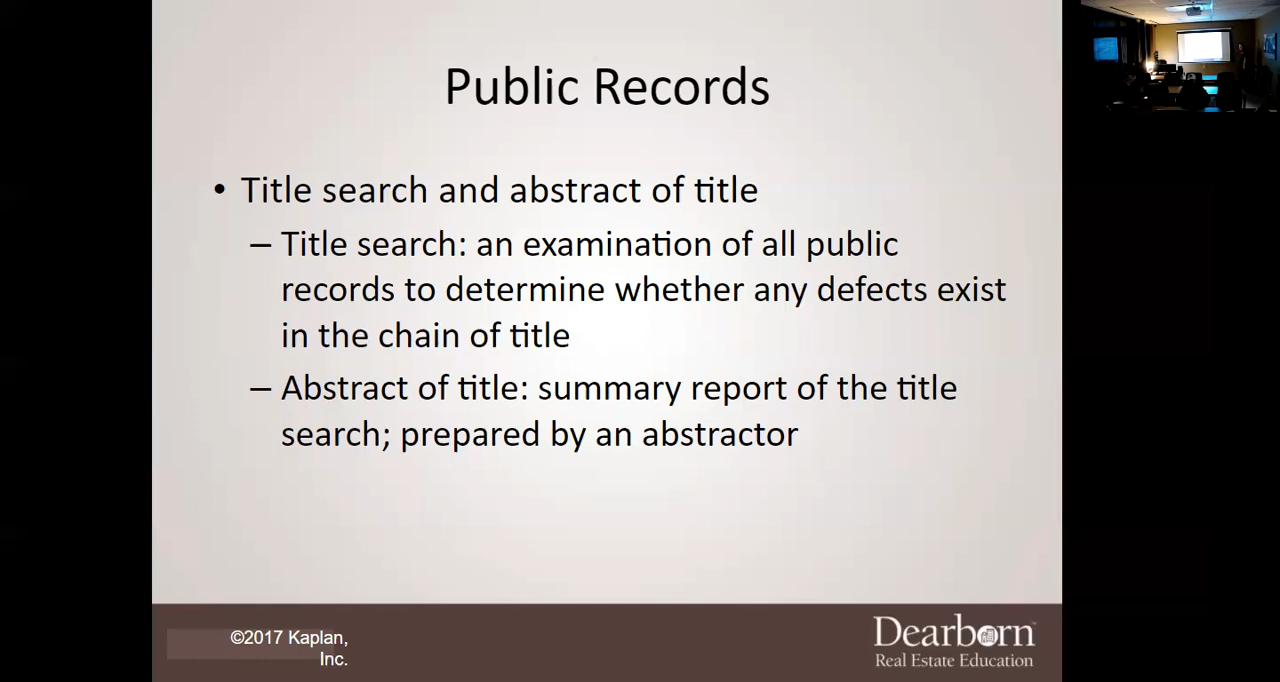 Public Records
• Title search and abstract of title
– Title search: an examination of all public
records to determine whether any defects exist
in the chain of title
– Abstract of title: summary report of the title
search; prepared by an abstractor
©2017 Kaplan,
Inc.
Dearborn™
Real Estate Education